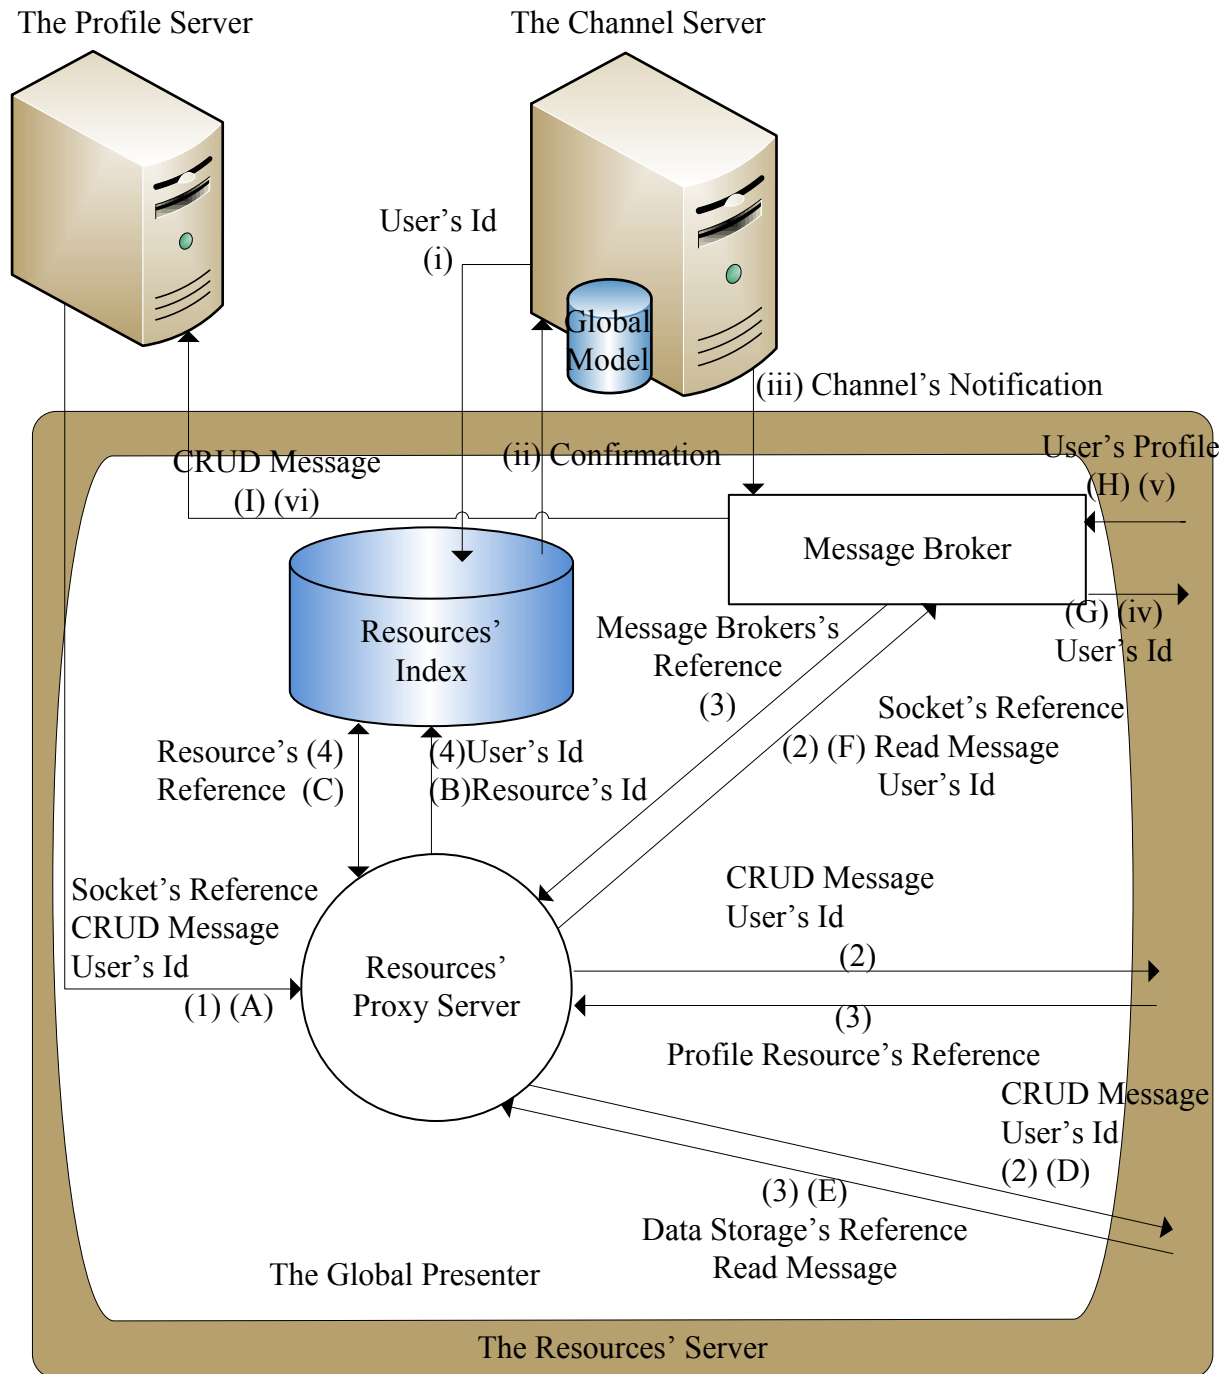 The Profile Server
The Channel Server
User's Id
(i)
Global
Model
(iii) Channel's Notification
CRUD Message
(I) (vi)
(ii) Confirmation
User's Profile
(H) (v)
Message Broker
(G) (iv)
User's Id
Resources'
Index
Message Brokers's
Reference
(3)
Socket's Reference
(2) (F) Read Message
User's Id
Resource's (4)
Reference (C)
(4)User's Id
(B)Resource's Id
Socket's Reference
CRUD Message
User's Id
(1) (A)
Resources'
Proxy Server
CRUD Message
User's Id
(2)
(3)
Profile Resource's Reference
CRUD Message
User's Id
(2) (D)
(3) (E)
Data Storage's Reference
Read Message
The Global Presenter
The Resources' Server